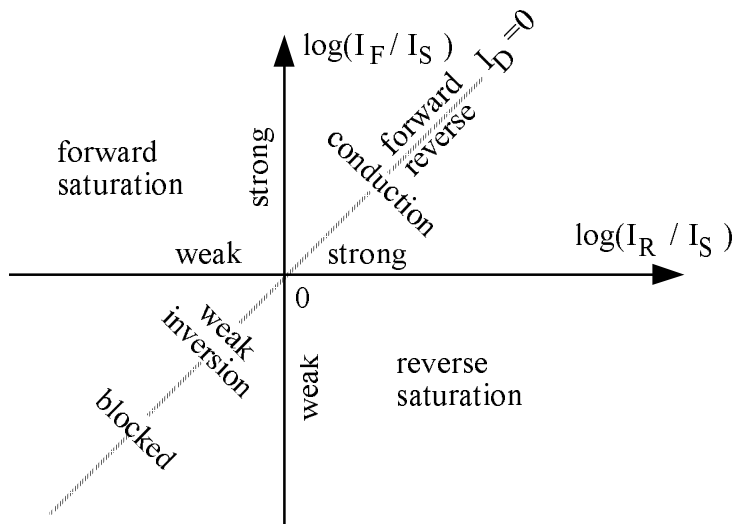 log(I_F / I_S )
I_D =0
forward
reverse
conduction
forward
saturation
strong
weak
strong
log(I_R / I_S )
0
weak
inversion
weak
reverse
saturation
blocked